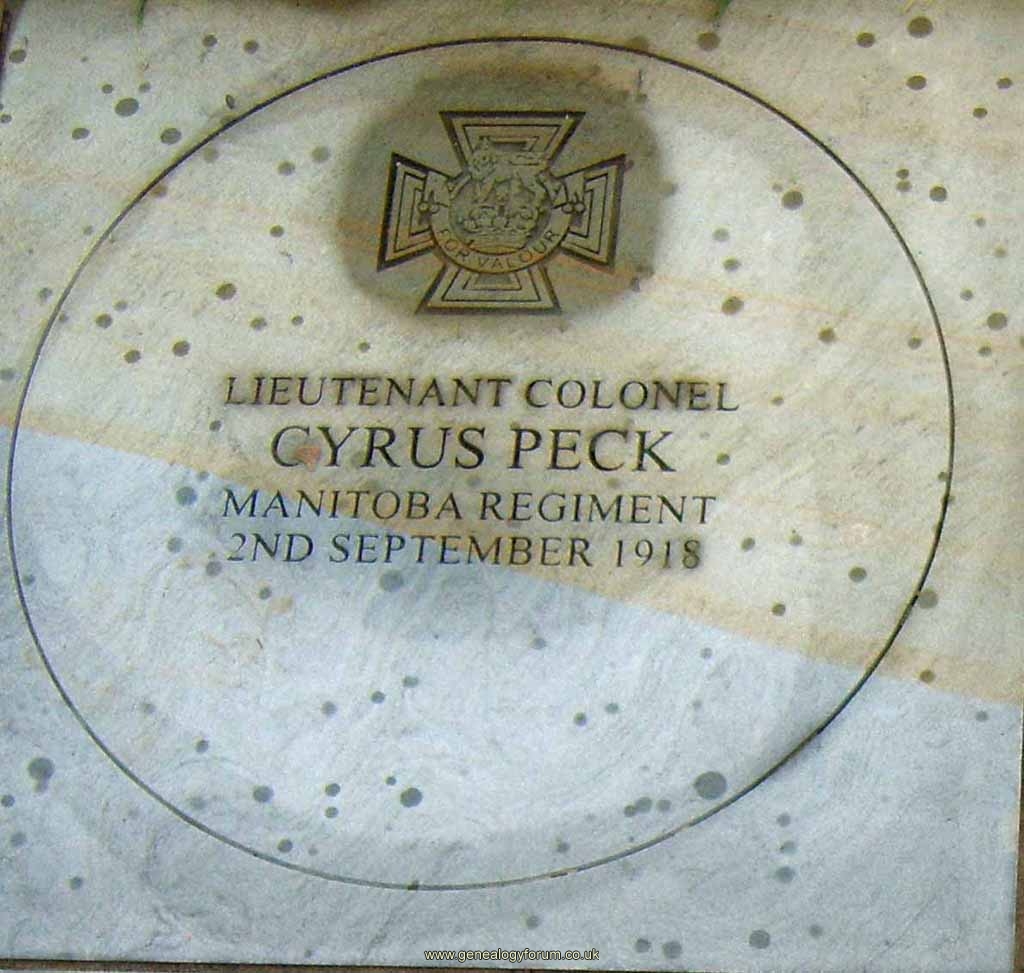 FOR VALOUR
LIEUTENANT COLONEL
CYRUS PECK
MANITOBA REGIMENT
2ND SEPTEMBER 1918
www.genealogyforum.co.uk